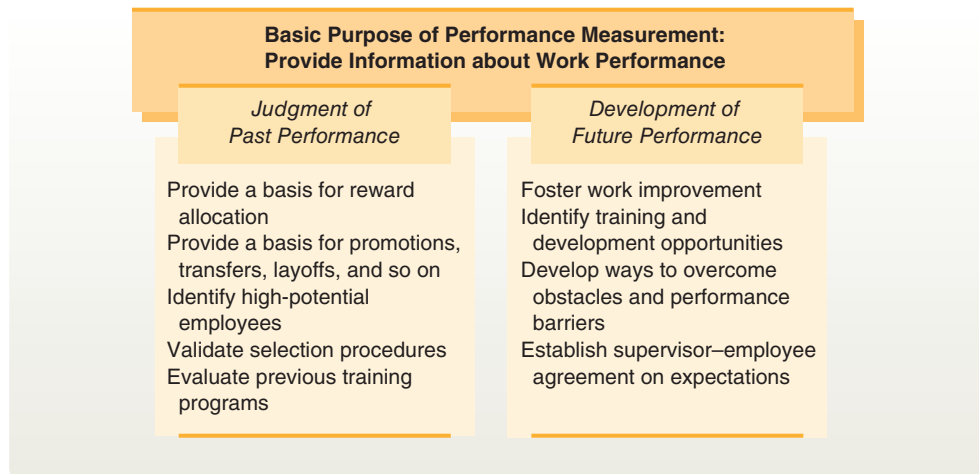 Basic Purpose of Performance Measurement:
Provide Information about Work Performance
Judgment of
Past Performance
Provide a basis for reward
allocation
Provide a basis for promotions,
transfers, layoffs, and so on
Identify high-potential
employees
Validate selection procedures
Evaluate previous training
programs
Development of
Future Performance
Foster work improvement
Identify training and
development opportunities
Develop ways to overcome
obstacles and performance
barriers
Establish supervisor–employee
agreement on expectations